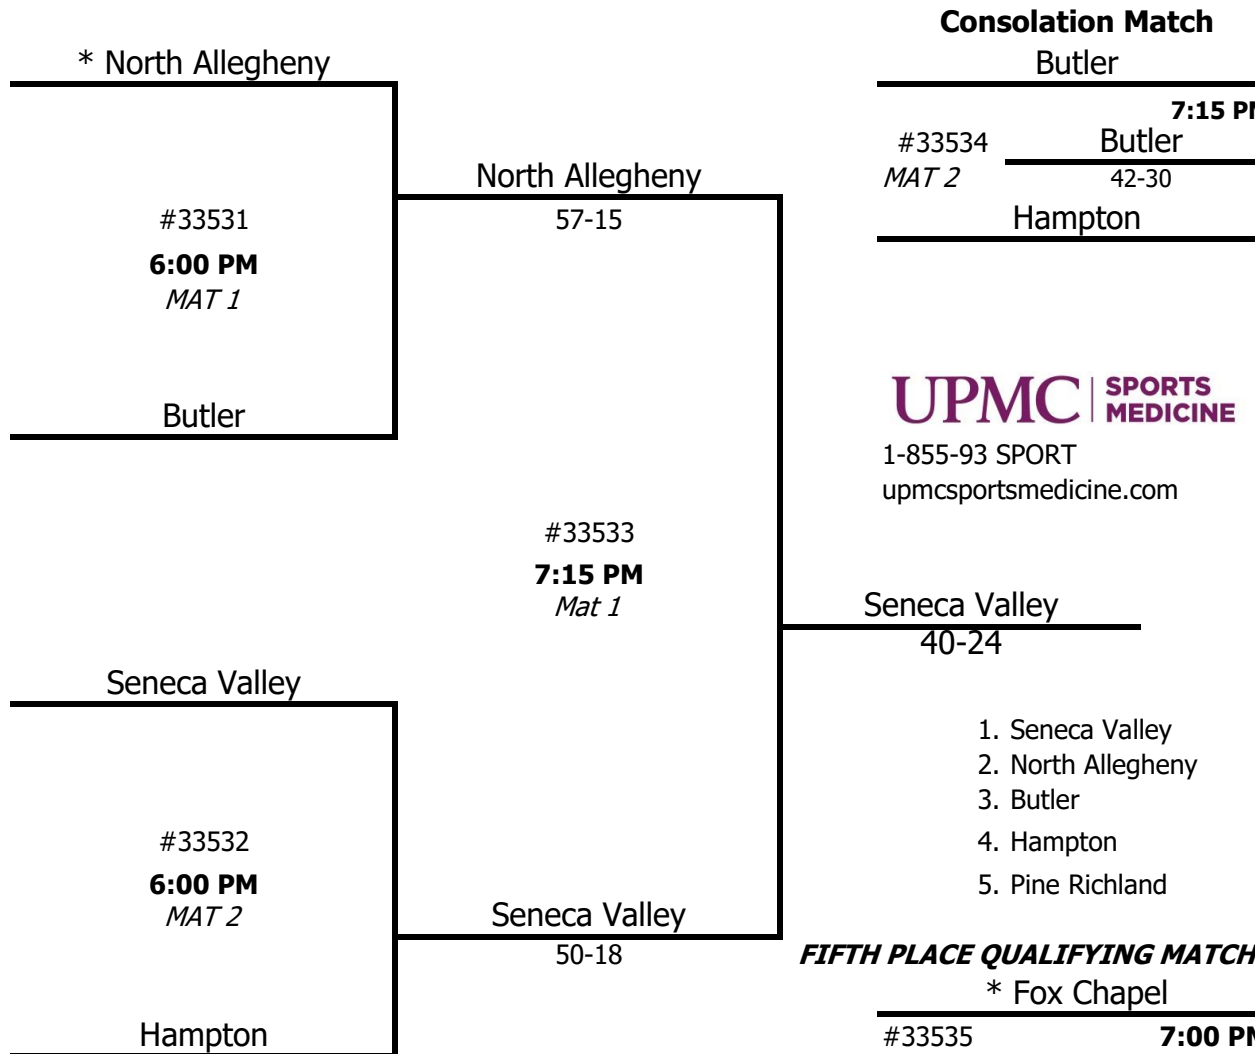 * North Allegheny
#33531
6:00 PM
MAT 1
Butler
North Allegheny
57-15
#33533
7:15 PM
Mat 1
Seneca Valley
#33532
6:00 PM
MAT 2
Hampton
Seneca Valley
50-18
Seneca Valley
40-24
Consolation Match
Butler
7:15 PM
#33534
Butler
MAT 2
42-30
Hampton
UPMC | SPORTS MEDICINE
1-855-93 SPORT
upmcsportsmedicine.com
1. Seneca Valley
2. North Allegheny
3. Butler
4. Hampton
5. Pine Richland
FIFTH PLACE QUALIFYING MATCH
* Fox Chapel
#33535 7:00 PM